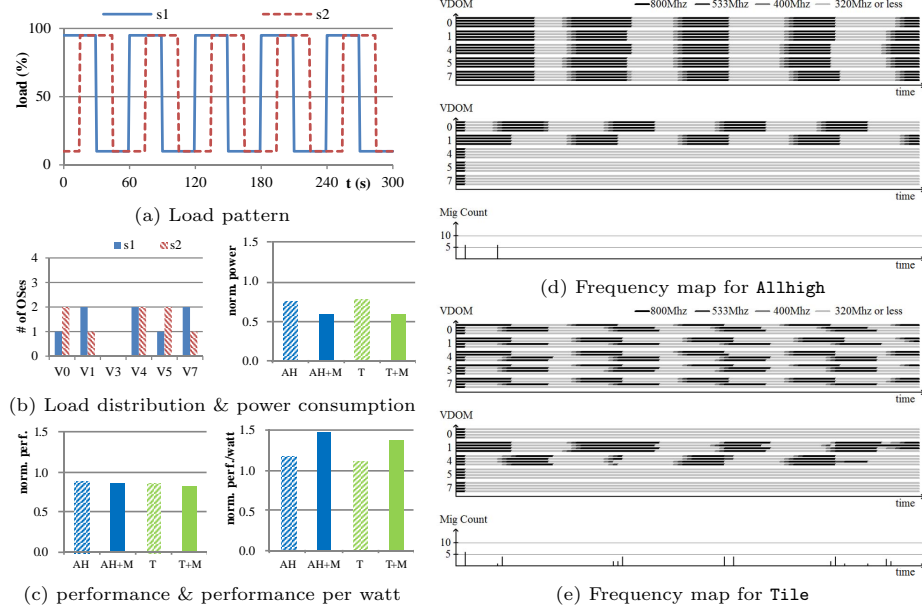 s1 s2
load (%)
100
50
0
0 60 120 180 240 300
t (s)
(a) Load pattern
s1 s2
# of OSes
4
3
2
1
0
V0 V1 V3 V4 V5 V7
norm. power
1.5
1.0
0.5
0.0
AH AH+M T T+M
(b) Load distribution & power consumption
norm. perf.
1.5
1.0
0.5
0.0
AH AH+M T T+M
norm. perf./watt
1.5
1.0
0.5
0.0
AH AH+M T T+M
(c) performance & performance per watt
VDOM
800Mhz 533Mhz 400Mhz 320Mhz or less
0
1
4
5
7
time
VDOM
0
1
4
5
7
time
Mig Count
10
5
time
(d) Frequency map for Allhigh
800Mhz 533Mhz 400Mhz 320Mhz or less
VDOM
0
1
4
5
7
time
VDOM
0
1
4
5
7
time
Mig Count
10
5
time
(e) Frequency map for Tile